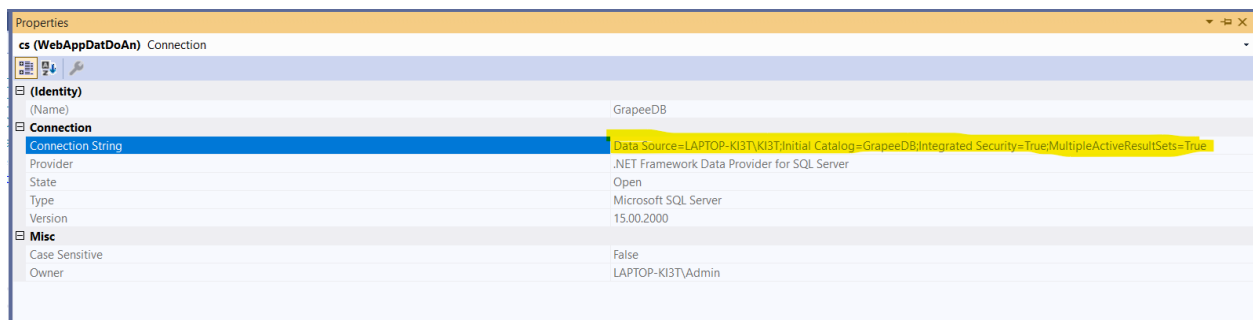 Properties
cs (WebAppDatDoAn) Connection
(Identity)
(Name) GrapeeDB
Connection
Connection String Data Source=LAPTOP-KI3T\KI3T;Initial Catalog=GrapeeDB;Integrated Security=True;MultipleActiveResultSets=True
Provider .NET Framework Data Provider for SQL Server
State Open
Type Microsoft SQL Server
Version 15.00.2000
Misc
Case Sensitive False
Owner LAPTOP-KI3T\Admin